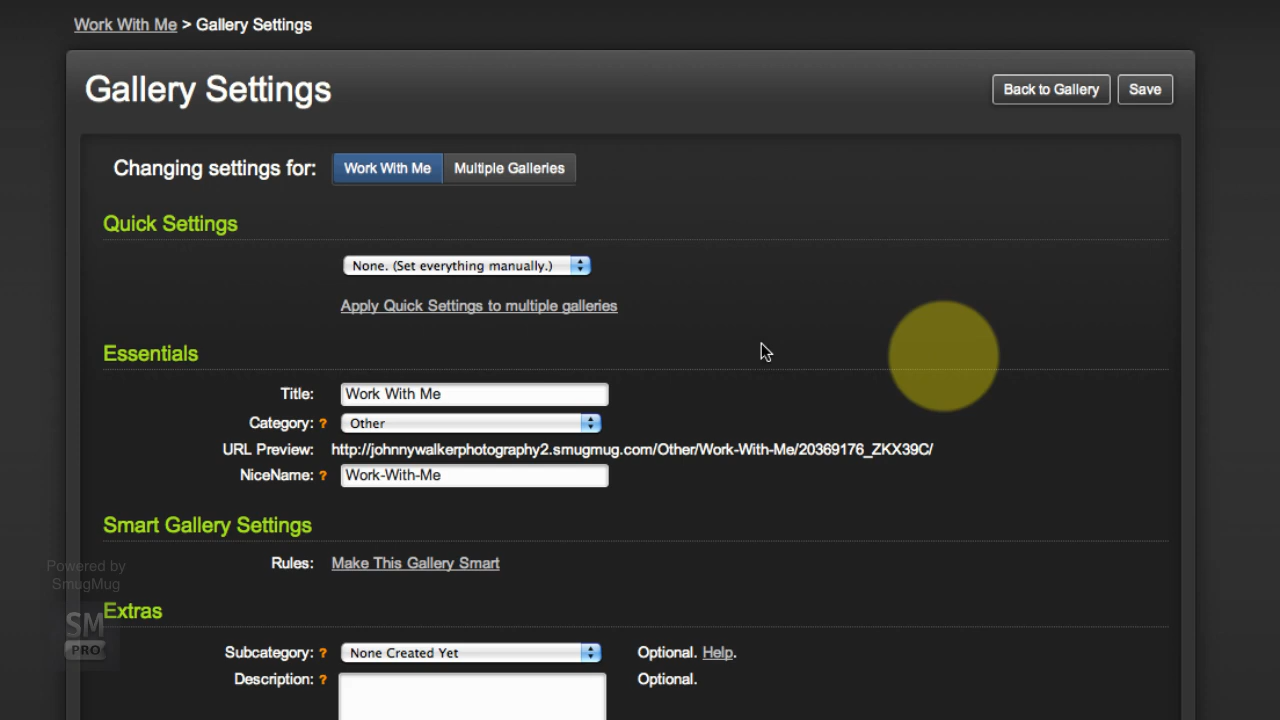 Work With Me > Gallery Settings
Gallery Settings
Back to Gallery
Save
Changing settings for:
Work With Me
Multiple Galleries
Quick Settings
None. (Set everything manually.)
Apply Quick Settings to multiple galleries
Essentials
Title: Work With Me
Category: ? Other
URL Preview: http://johnnywalkerphotography2.smugmug.com/Other/Work-With-Me/20369176_ZKX39C/
NiceName: ? Work-With-Me
Smart Gallery Settings
Rules: Make This Gallery Smart
Powered by
SmugMug
Extras
SM
PRO
Subcategory: ? None Created Yet Optional. Help.
Description: ? Optional.